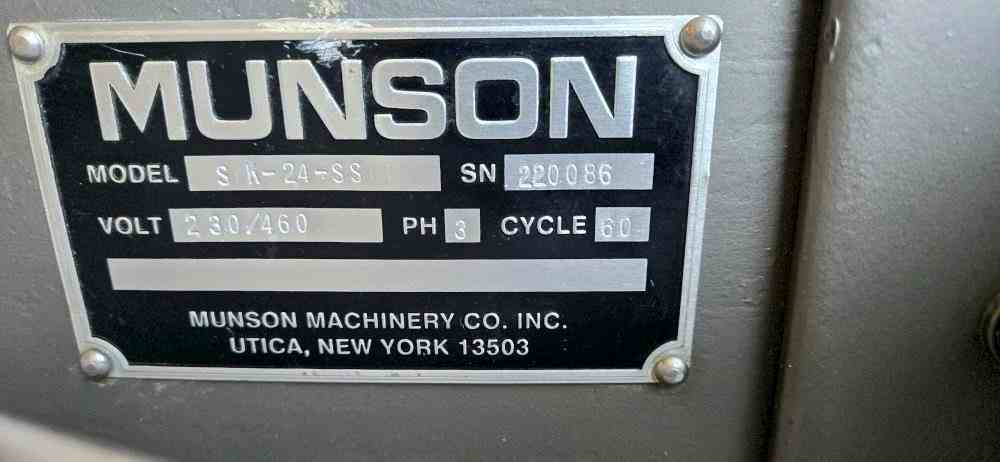 MUNSON
MODEL S K-24-SS SN 220086
VOLT 230/460 PH 3 CYCLE 60
MUNSON MACHINERY CO. INC.
UTICA, NEW YORK 13503